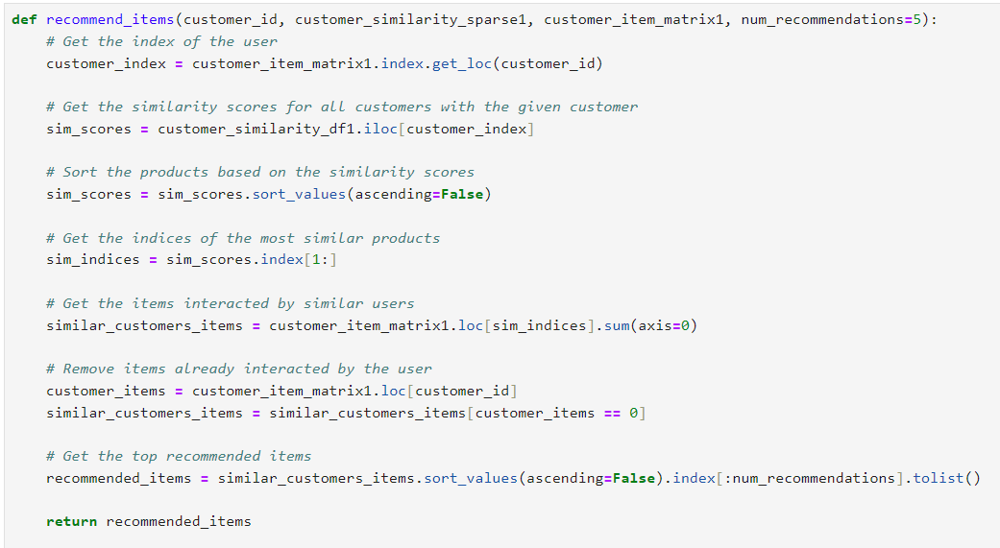 def recommend_items(customer_id, customer_similarity_sparse1, customer_item_matrix1, num_recommendations=5):
    # Get the index of the user
    customer_index = customer_item_matrix1.index.get_loc(customer_id)

    # Get the similarity scores for all customers with the given customer
    sim_scores = customer_similarity_df1.iloc[customer_index]

    # Sort the products based on the similarity scores
    sim_scores = sim_scores.sort_values(ascending=False)

    # Get the indices of the most similar products
    sim_indices = sim_scores.index[1:]

    # Get the items interacted by similar users
    similar_customers_items = customer_item_matrix1.loc[sim_indices].sum(axis=0)

    # Remove items already interacted by the user
    customer_items = customer_item_matrix1.loc[customer_id]
    similar_customers_items = similar_customers_items[customer_items == 0]

    # Get the top recommended items
    recommended_items = similar_customers_items.sort_values(ascending=False).index[:num_recommendations].tolist()

    return recommended_items